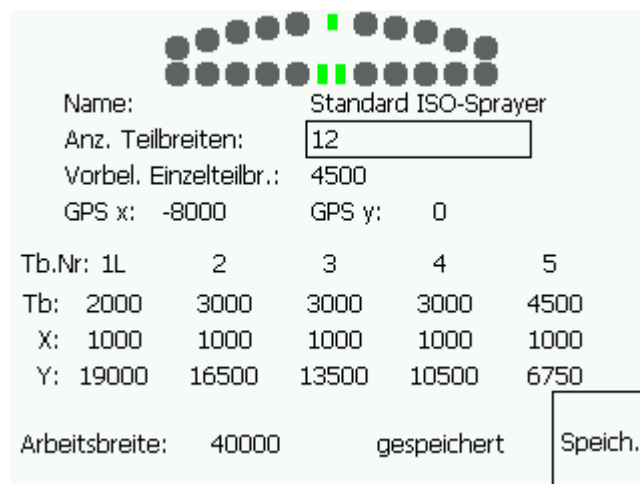 Name: Standard ISO-Sprayer
Anz. Teilbreiten: 12
Vorbel. Einzelteilbr.: 4500
GPS x: -8000 GPS y: 0
Tb.Nr: 1L 2 3 4 5
Tb: 2000 3000 3000 3000 4500
X: 1000 1000 1000 1000 1000
Y: 19000 16500 13500 10500 6750
Arbeitsbreite: 40000 gespeichert Speich.